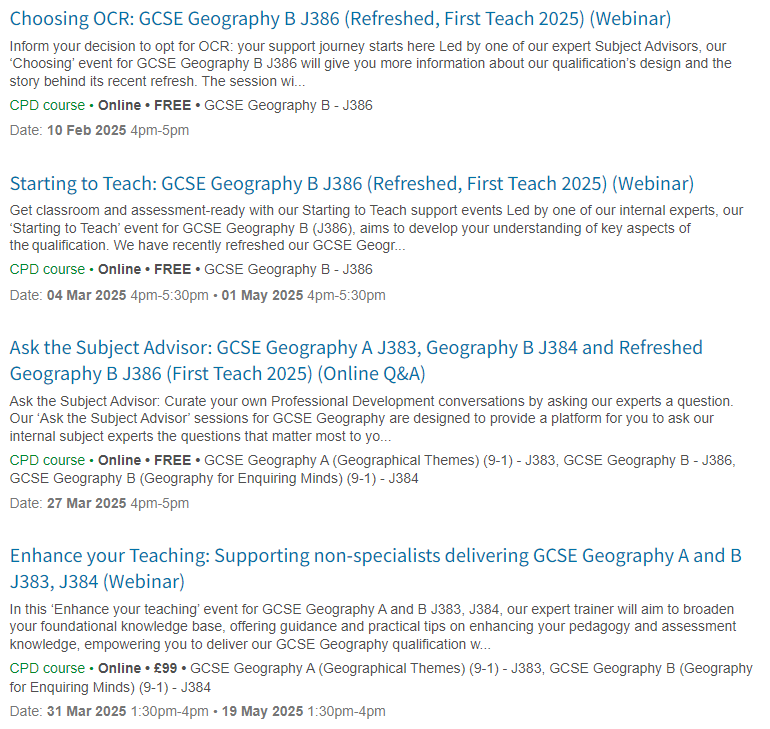 Choosing OCR: GCSE Geography B J386 (Refreshed, First Teach 2025) (Webinar)
Inform your decision to opt for OCR: your support journey starts here Led by one of our expert Subject Advisors, our
‘Choosing’ event for GCSE Geography B J386 will give you more information about our qualification’s design and the
story behind its recent refresh. The session wi...
CPD course • Online • FREE • GCSE Geography B - J386
Date: 10 Feb 2025 4pm-5pm
Starting to Teach: GCSE Geography B J386 (Refreshed, First Teach 2025) (Webinar)
Get classroom and assessment-ready with our Starting to Teach support events Led by one of our internal experts, our
‘Starting to Teach’ event for GCSE Geography B (J386), aims to develop your understanding of key aspects of
the qualification. We have recently refreshed our GCSE Geogr...
CPD course • Online • FREE • GCSE Geography B - J386
Date: 04 Mar 2025 4pm-5:30pm • 01 May 2025 4pm-5:30pm
Ask the Subject Advisor: GCSE Geography A J383, Geography B J384 and Refreshed
Geography B J386 (First Teach 2025) (Online Q&A)
Ask the Subject Advisor: Curate your own Professional Development conversations by asking our experts a question.
Our ‘Ask the Subject Advisor’ sessions for GCSE Geography are designed to provide a platform for you to ask our
internal subject experts the questions that matter most to yo...
CPD course • Online • FREE • GCSE Geography A (Geographical Themes) (9-1) - J383, GCSE Geography B - J386,
GCSE Geography B (Geography for Enquiring Minds) (9-1) - J384
Date: 27 Mar 2025 4pm-5pm
Enhance your Teaching: Supporting non-specialists delivering GCSE Geography A and B
J383, J384 (Webinar)
In this ‘Enhance your teaching’ event for GCSE Geography A and B J383, J384, our expert trainer will aim to broaden
your foundational knowledge base, offering guidance and practical tips on enhancing your pedagogy and assessment
knowledge, empowering you to deliver our GCSE Geography qualification w...
CPD course • Online • £99 • GCSE Geography A (Geographical Themes) (9-1) - J383, GCSE Geography B (Geography
for Enquiring Minds) (9-1) - J384
Date: 31 Mar 2025 1:30pm-4pm • 19 May 2025 1:30pm-4pm